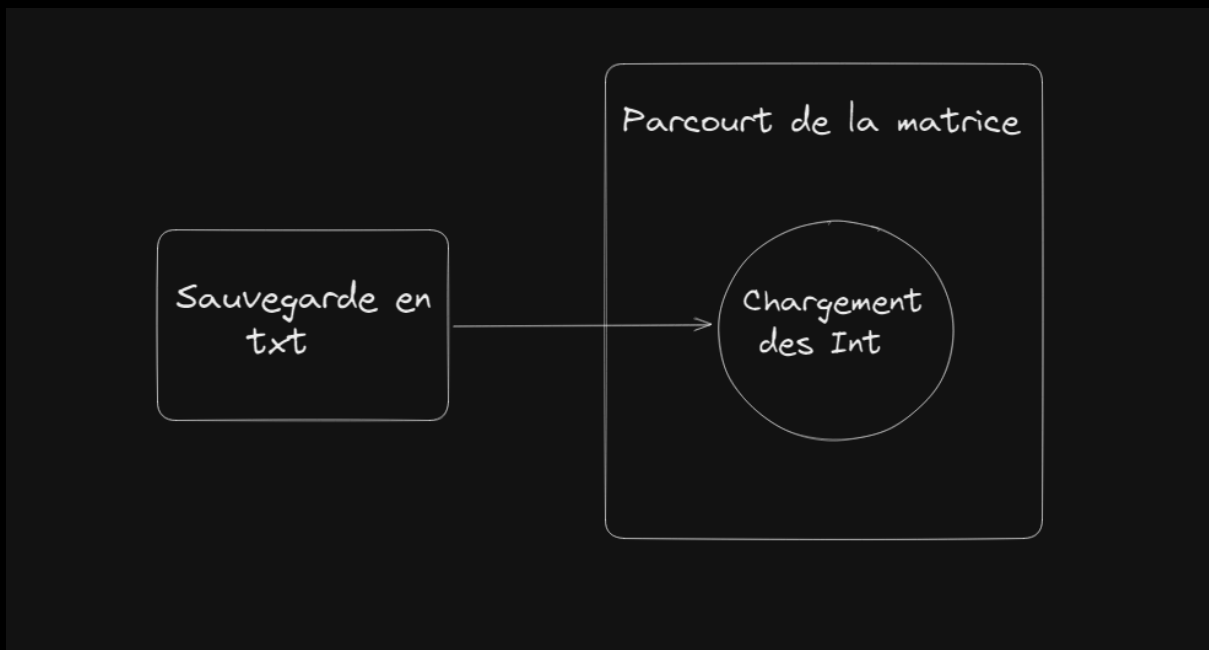 Parcourt de la matrice
Sauvegarde en
txt
Chargement
des Int